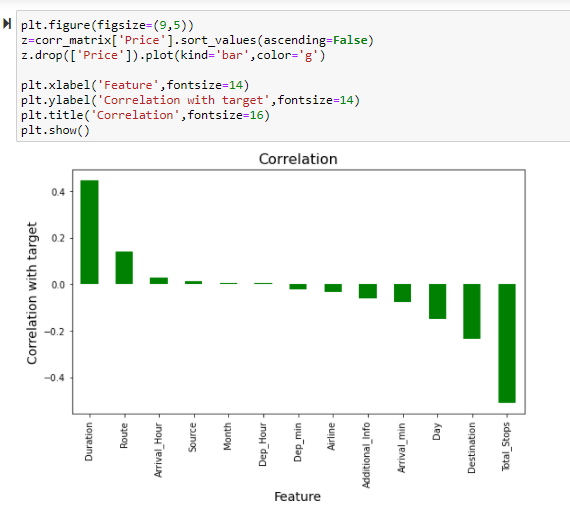 plt.figure(figsize=(9,5))
z=corr_matrix['Price'].sort_values(ascending=False)
z.drop(['Price']).plot(kind='bar',color='g')
plt.xlabel('Feature',fontsize=14)
plt.ylabel('Correlation with target',fontsize=14)
plt.title('Correlation',fontsize=16)
plt.show()
Correlation
Correlation with target
0.4
0.2
0.0
−0.2
−0.4
Duration
Route
Arrival_Hour
Source
Month
Dep_Hour
Dep_min
Airline
Additional_Info
Arrival_min
Day
Destination
Total_Stops
Feature